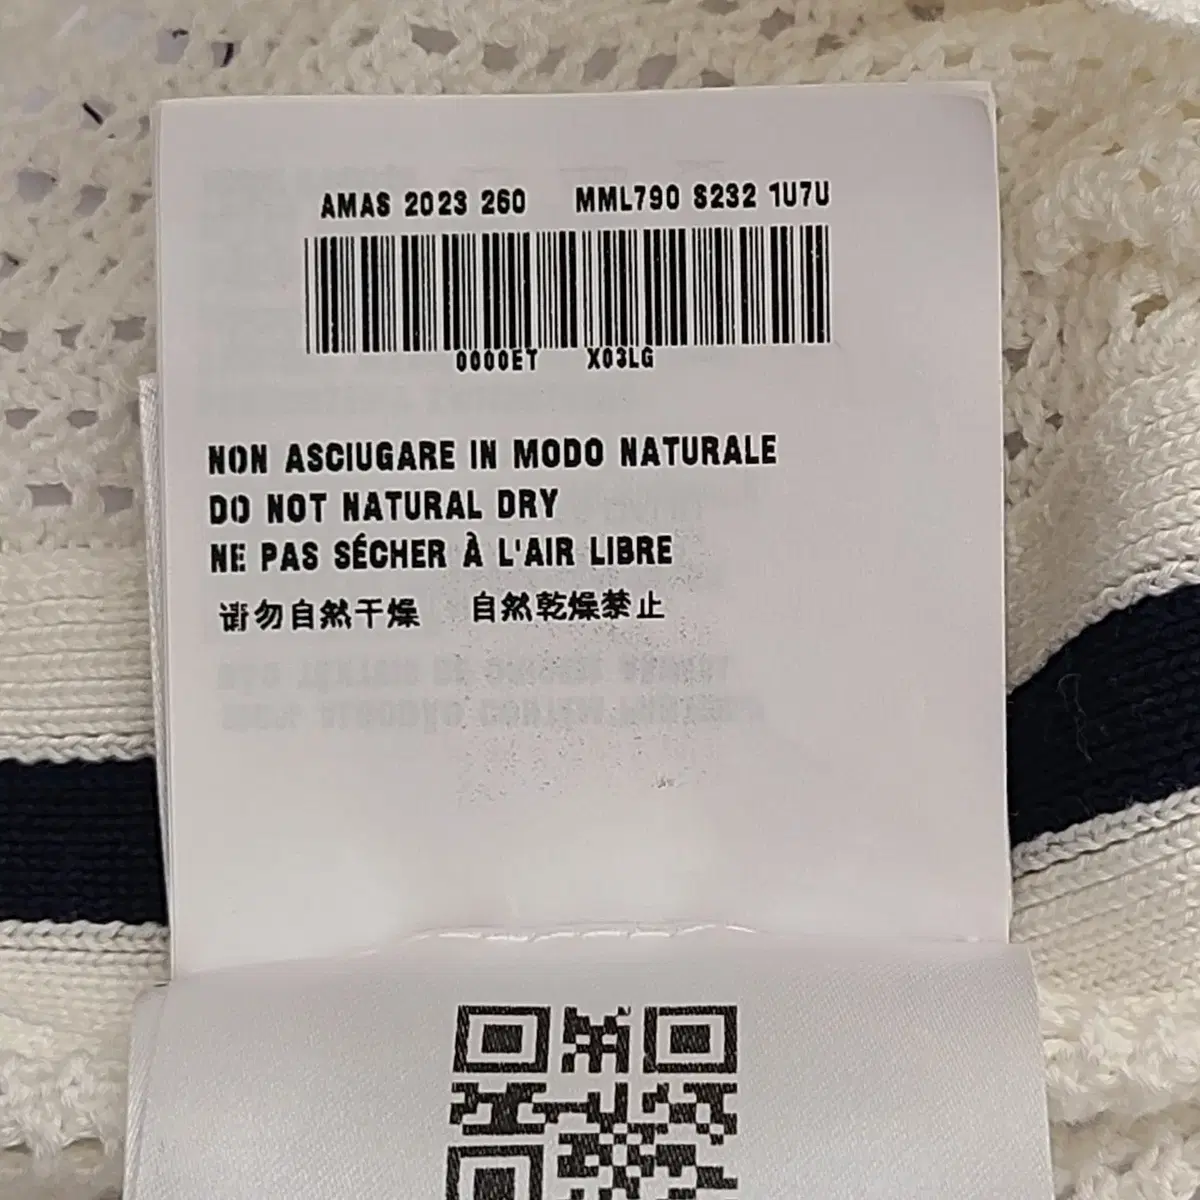 AMAS 2023 260 MML790 S232 1U7U
0000ET X03LG
NON ASCIUGARE IN MODO NATURALE
DO NOT NATURAL DRY
NE PAS SÉCHER À L'AIR LIBRE
请勿自然干燥 自然乾燥禁止